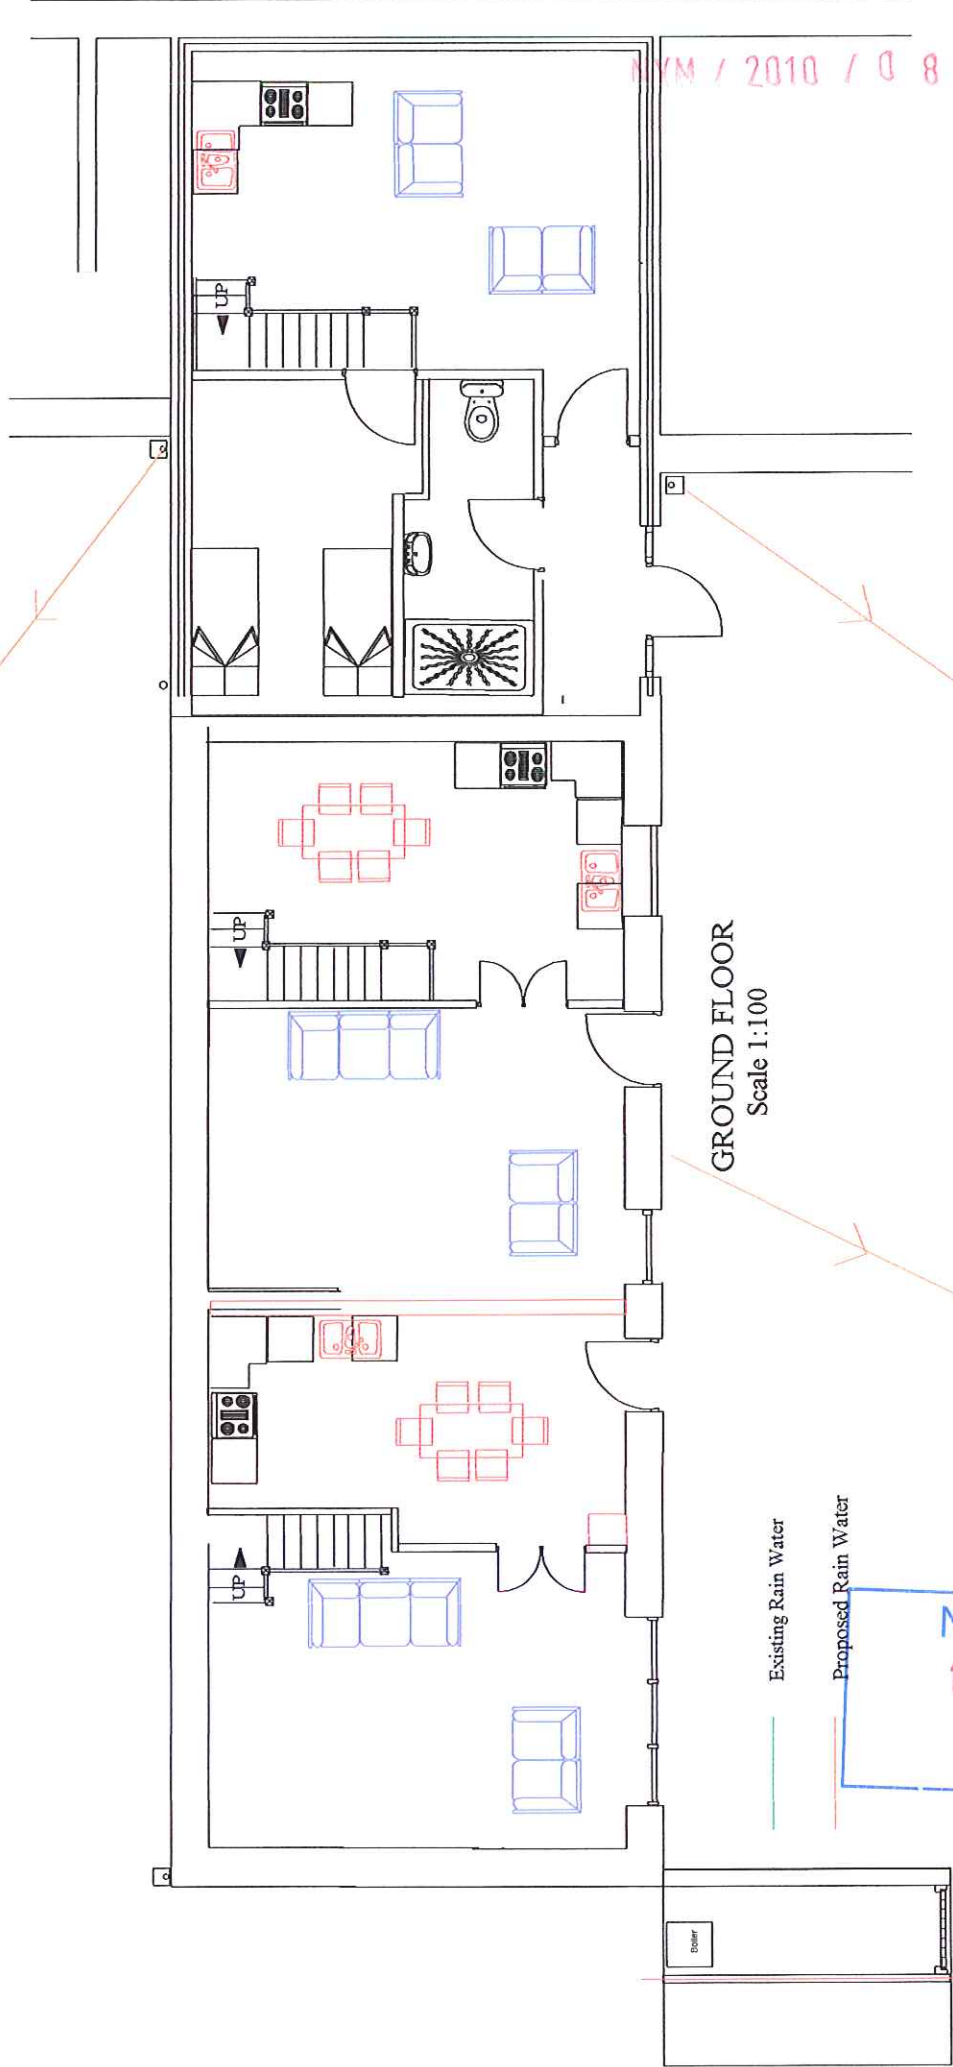 NYM / 2010 / 0 8
UP
UP
UP
GROUND FLOOR
Scale 1:100
Existing Rain Water
Proposed Rain Water
Boiler